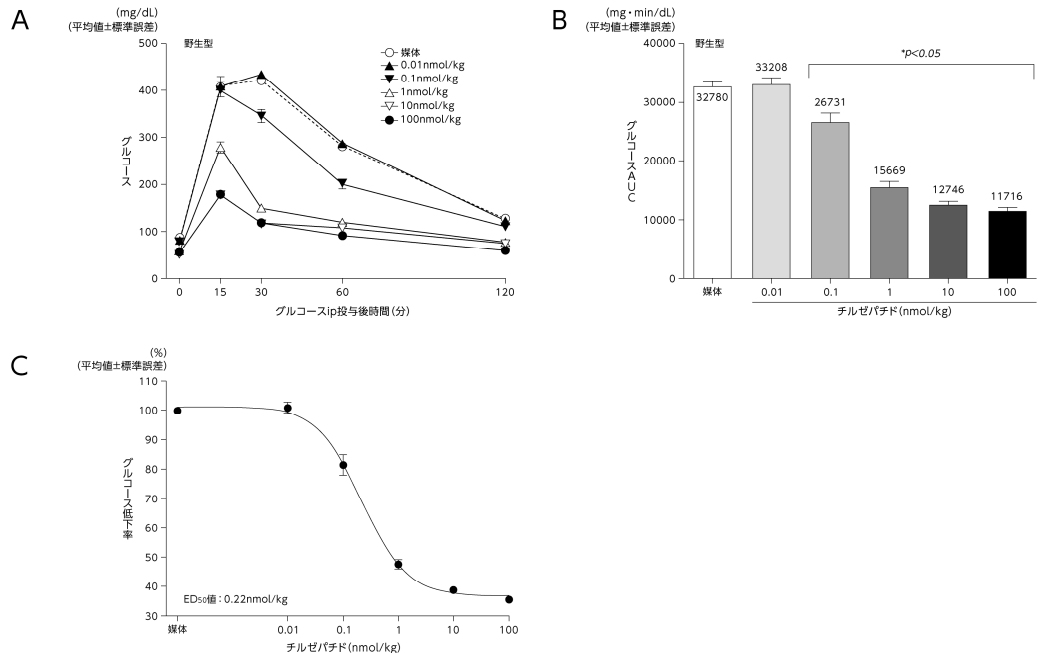 A
(mg/dL)
(平均値±標準誤差)
野生型
500
400
300
200
100
0
グルコース
媒体
0.01nmol/kg
0.1nmol/kg
1nmol/kg
10nmol/kg
100nmol/kg
0 15 30 60 120
グルコースip投与後時間(分)
B
(mg・min/dL)
(平均値±標準誤差)
野生型
40000
30000
20000
10000
0
グルコースAUC
*p<0.05
32780
33208
26731
15669
12746
11716
媒体 0.01 0.1 1 10 100
チルゼパチド(nmol/kg)
C
(%)
(平均値±標準誤差)
110
100
90
80
70
60
50
40
30
グルコース低下率
ED50値:0.22nmol/kg
媒体 0.01 0.1 1 10 100
チルゼパチド(nmol/kg)